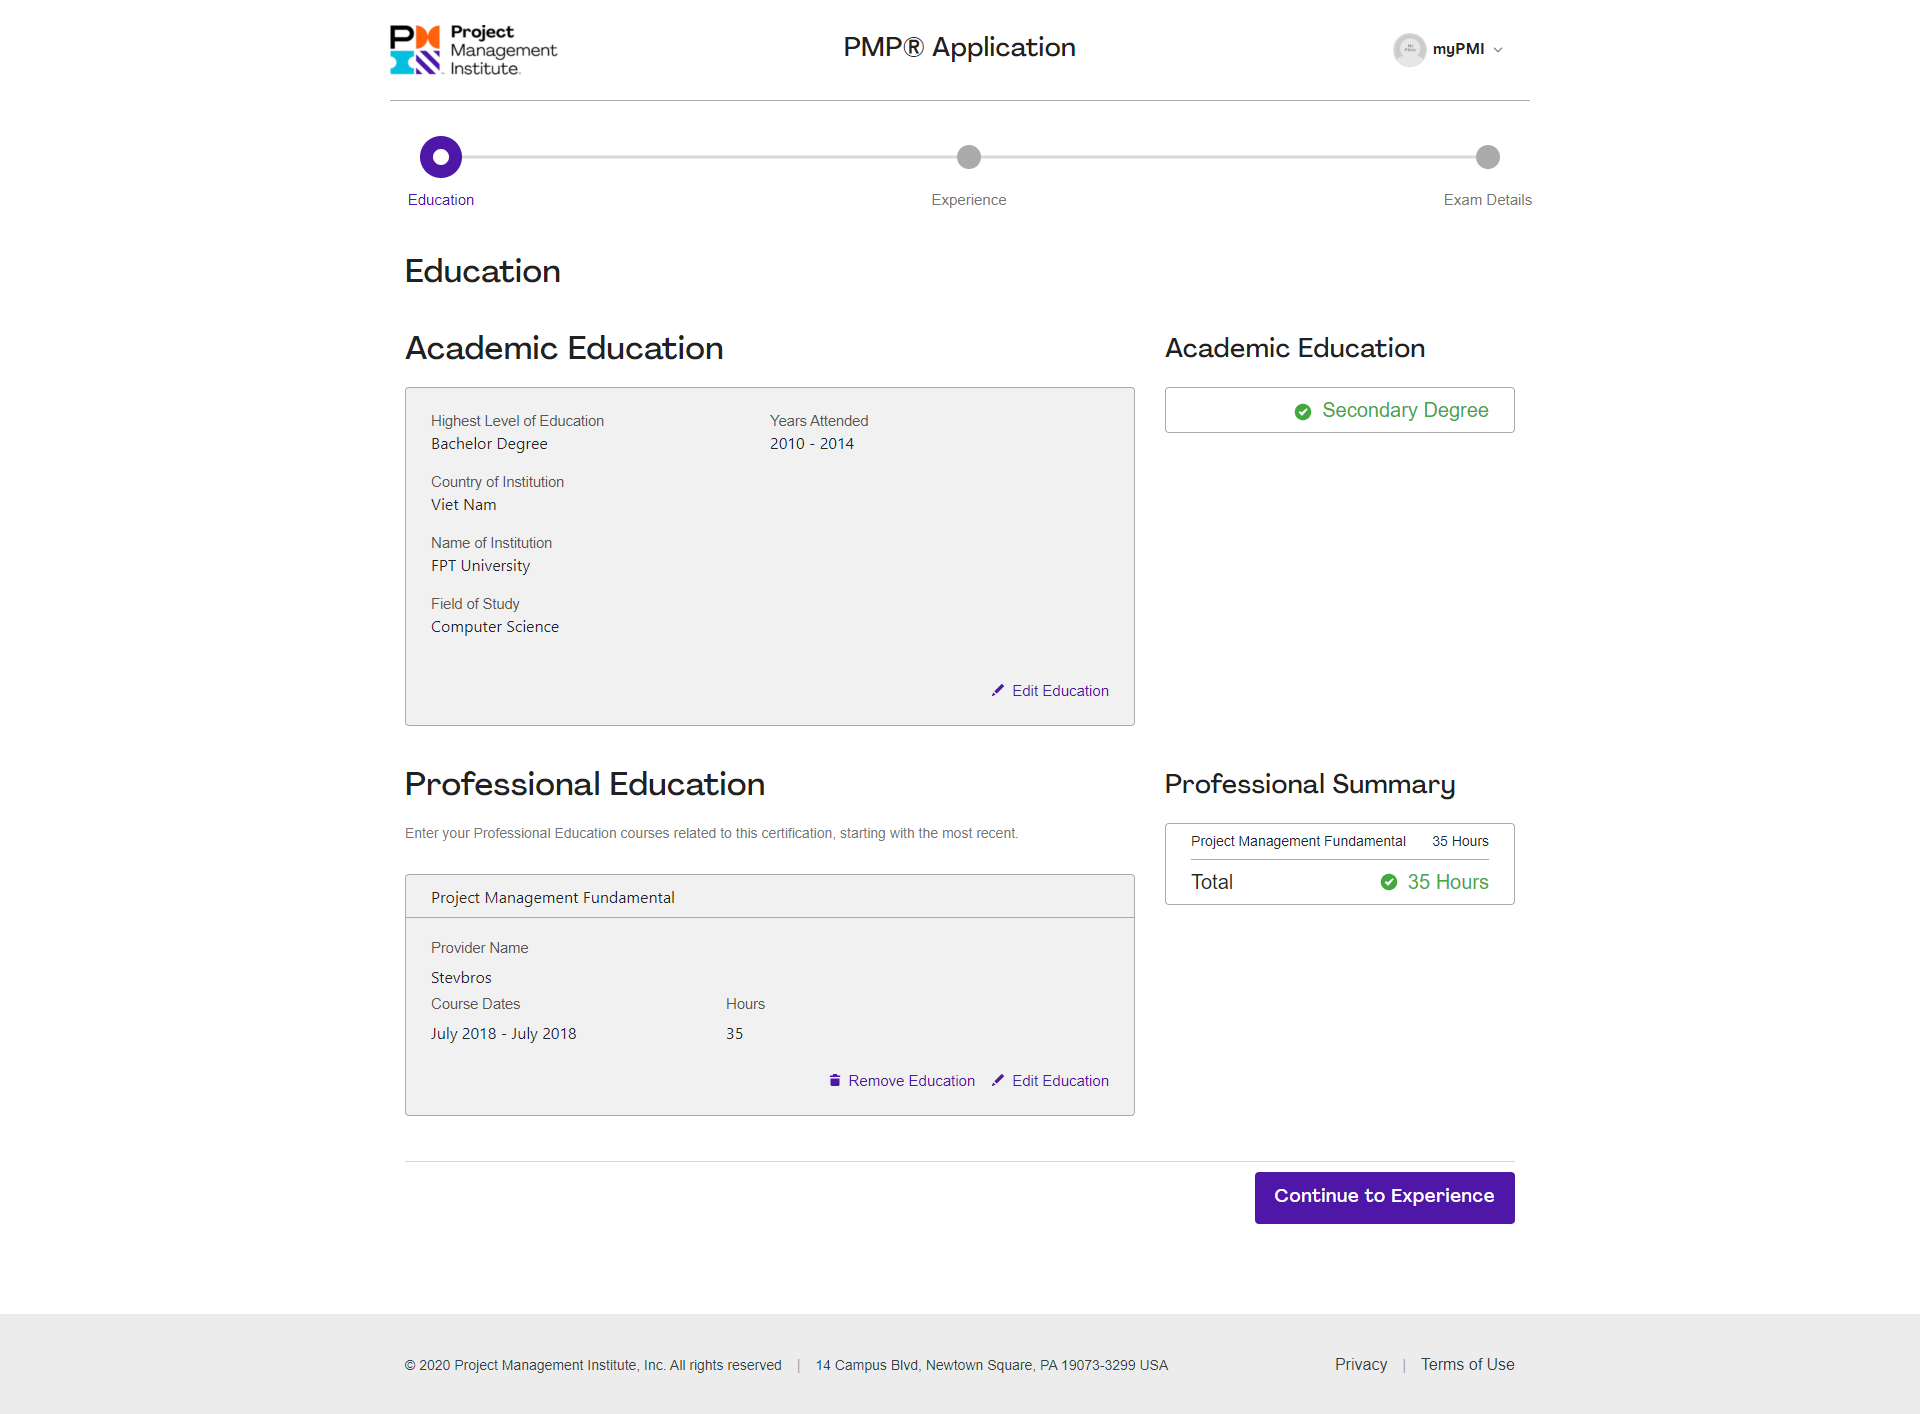 Project
Management
Institute.
PMP® Application
myPMI
Education
Experience
Exam Details
Education
Academic Education
Highest Level of Education
Bachelor Degree
Years Attended
2010 - 2014
Country of Institution
Viet Nam
Name of Institution
FPT University
Field of Study
Computer Science
Edit Education
Academic Education
Secondary Degree
Professional Education
Enter your Professional Education courses related to this certification, starting with the most recent.
Project Management Fundamental
Provider Name
Stevbros
Course Dates
July 2018 - July 2018
Hours
35
Remove Education
Edit Education
Professional Summary
Project Management Fundamental 35 Hours
Total 35 Hours
Continue to Experience
© 2020 Project Management Institute, Inc. All rights reserved | 14 Campus Blvd, Newtown Square, PA 19073-3299 USA
Privacy | Terms of Use